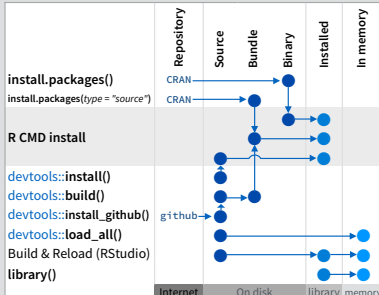 Repository
Source
Bundle
Binary
Installed
In memory
install.packages() CRAN
install.packages(type = "source") CRAN
R CMD install
devtools::install()
devtools::build()
devtools::install_github() github
devtools::load_all()
Build & Reload (RStudio)
library()
Internet On disk library memory